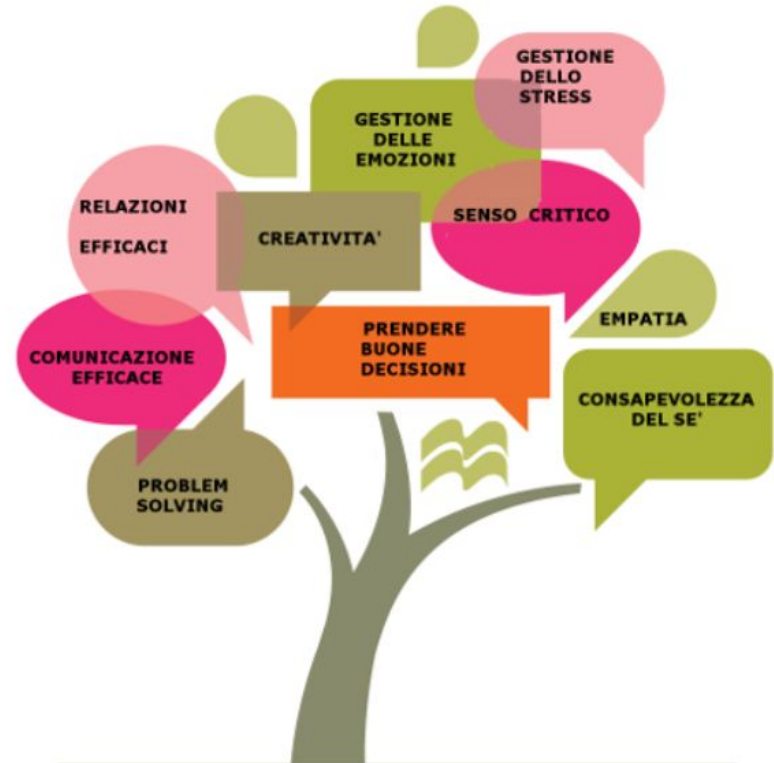 GESTIONE
DELLO
STRESS
GESTIONE
DELLE
EMOZIONI
RELAZIONI
EFFICACI
CREATIVITA'
SENSO CRITICO
EMPATIA
PRENDERE
BUONE
DECISIONI
COMUNICAZIONE
EFFICACE
CONSAPEVOLEZZA
DEL SE'
PROBLEM
SOLVING